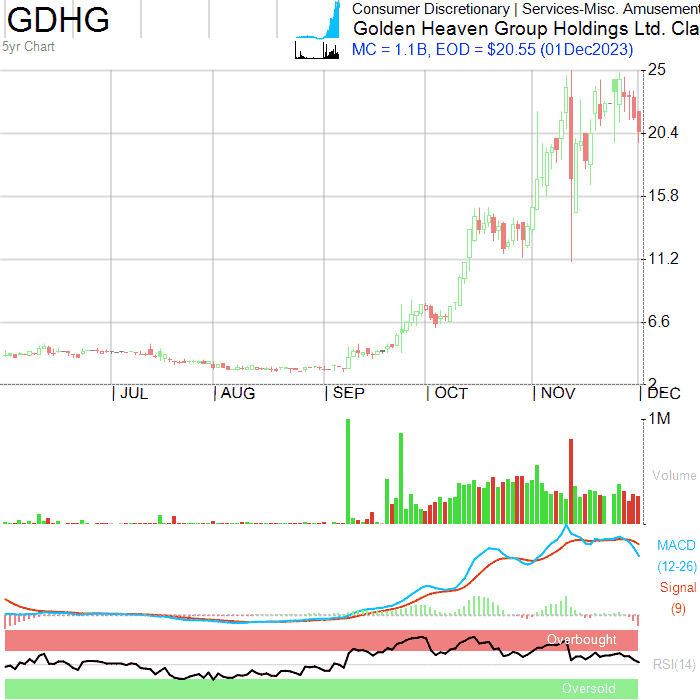 GDHG
5yr Chart
Consumer Discretionary | Services-Misc. Amusement
Golden Heaven Group Holdings Ltd. Cla
MC = 1.1B, EOD = $20.55 (01Dec2023)
25
20.4
15.8
11.2
6.6
2
| JUL | AUG | SEP | OCT | NOV | DEC
1M
Volume
MACD
(12-26)
Signal
(9)
Overbought
RSI(14)
Oversold